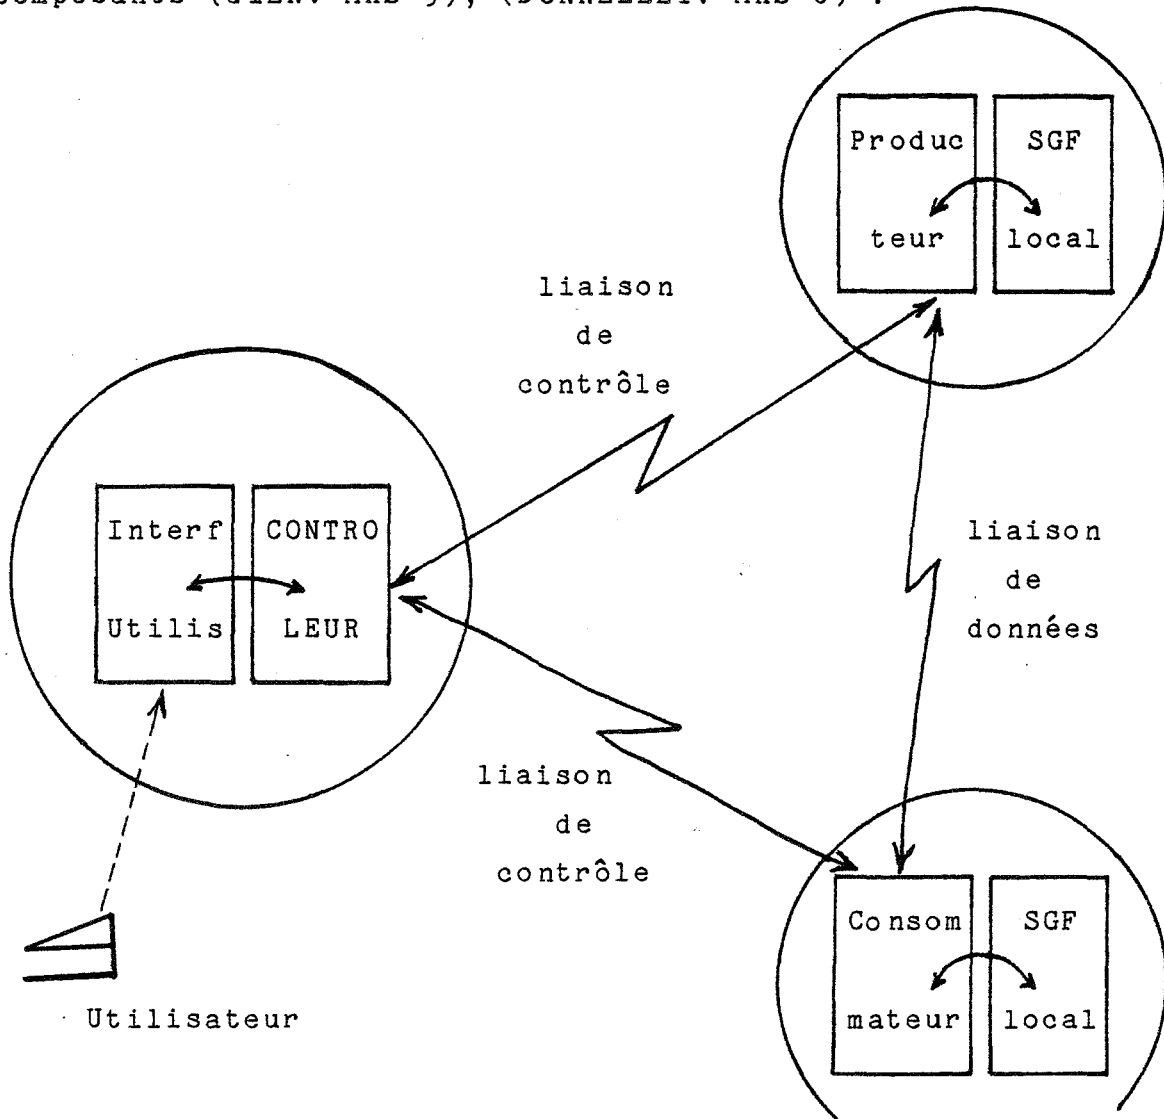 Produc
SGF
teur
local
liaison
de
contrôle
Interf
CONTRO
Utilis
LEUR
liaison
de
données
liaison
de
contrôle
Consom
SGF
mateur
local
Utilisateur